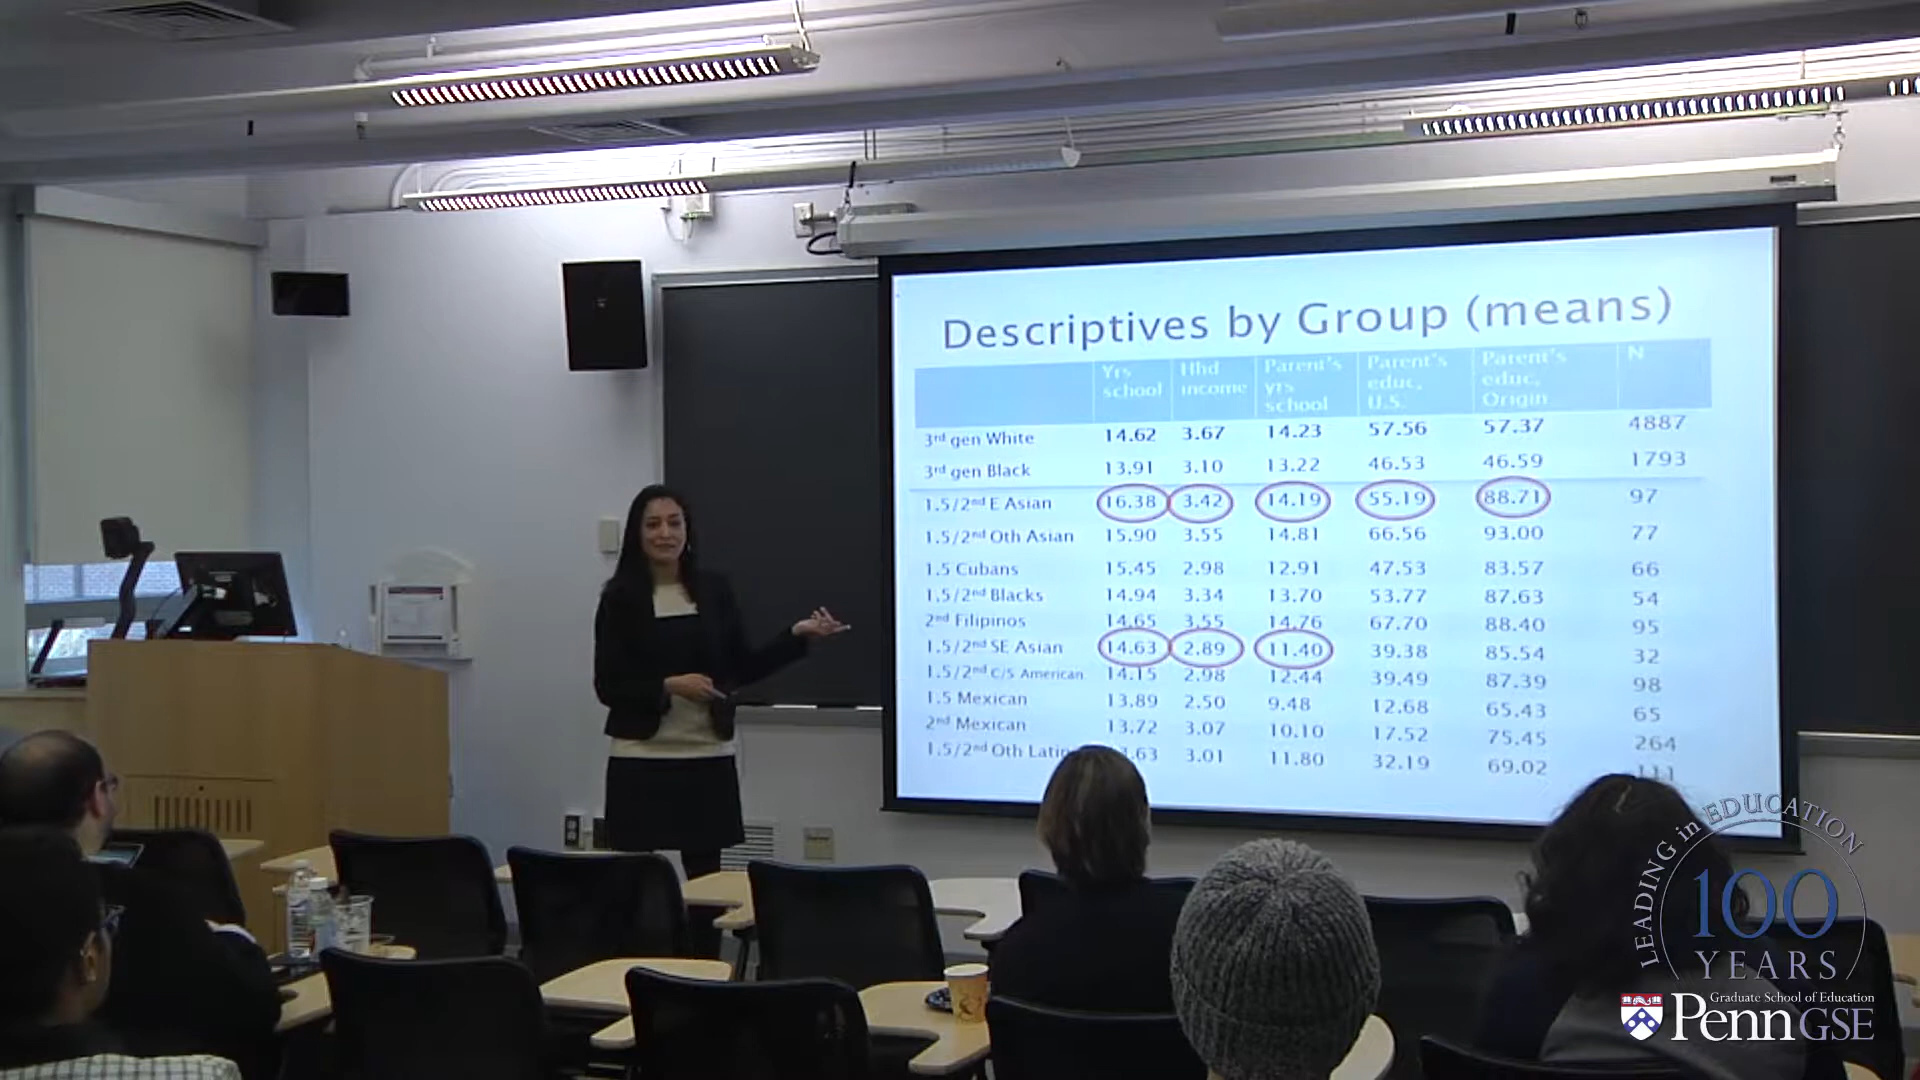 Descriptives by Group (means)
Yrs school Hhd income Parent's yrs school Parent's educ, U.S. Parent's educ, Origin N
3rd gen White 14.62 3.67 14.23 57.56 57.37 4887
3rd gen Black 13.91 3.10 13.22 46.53 46.59 1793
1.5/2nd E Asian 16.38 3.42 14.19 55.19 88.71 97
1.5/2nd Oth Asian 15.90 3.55 14.81 66.56 93.00 77
1.5 Cubans 15.45 2.98 12.91 47.53 83.57 66
1.5/2nd Blacks 14.94 3.34 13.70 53.77 87.63 54
2nd Filipinos 14.65 3.55 14.76 67.70 88.40 95
1.5/2nd SE Asian 14.63 2.89 11.40 39.38 85.54 32
1.5/2nd C/S American 14.15 2.98 12.44 39.49 87.39 98
1.5 Mexican 13.89 2.50 9.48 12.68 65.43 65
2nd Mexican 13.72 3.07 10.10 17.52 75.45 264
1.5/2nd Oth .63 3.01 11.80 32.19 69.02 111
LEADING in EDUCATION
100
YEARS
Graduate School of Education
Penn GSE